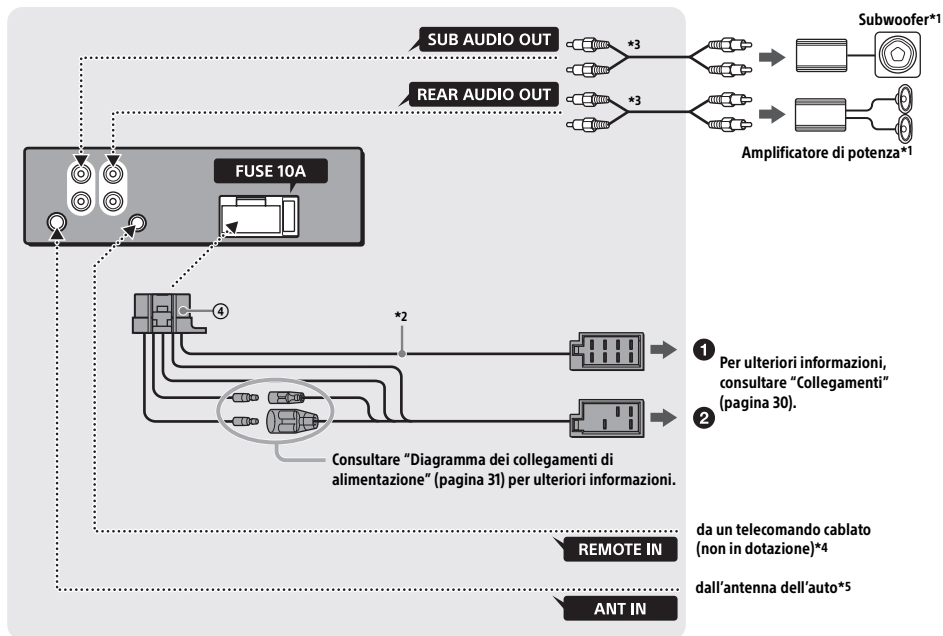 Subwoofer*1
SUB AUDIO OUT
*3
REAR AUDIO OUT
*3
Amplificatore di potenza*1
FUSE 10A
4
*2
1
Per ulteriori informazioni,
consultare “Collegamenti”
(pagina 30).
2
Consultare “Diagramma dei collegamenti di
alimentazione” (pagina 31) per ulteriori informazioni.
da un telecomando cablato
(non in dotazione)*4
REMOTE IN
dall’antenna dell’auto*5
ANT IN